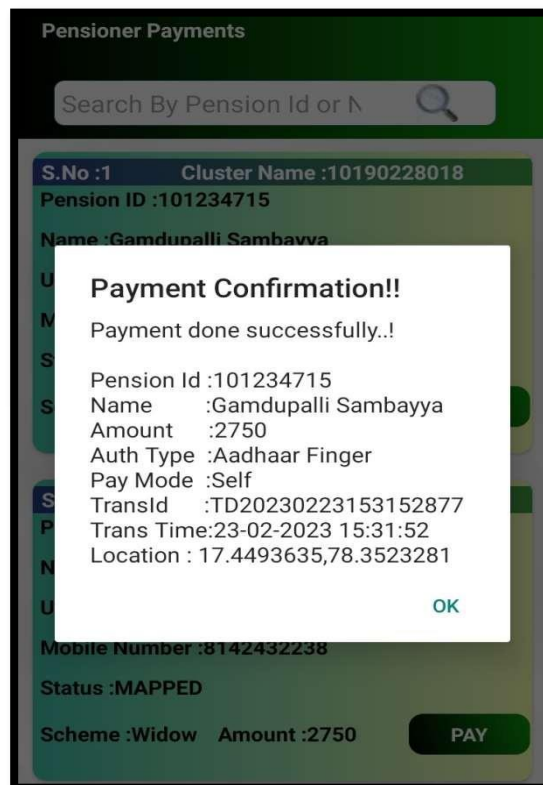 Pensioner Payments
Search By Pension Id or N
S.No :1 Cluster Name :10190228018
Pension ID :101234715
Name :Gamdupalli Sambayya
U
M
S
S
Payment Confirmation!!
Payment done successfully..!
Pension Id :101234715
Name :Gamdupalli Sambayya
Amount :2750
Auth Type :Aadhaar Finger
Pay Mode :Self
TransId :TD20230223153152877
Trans Time:23-02-2023 15:31:52
Location : 17.4493635,78.3523281
OK
S
P
N
U
Mobile Number :8142432238
Status :MAPPED
Scheme :Widow Amount :2750 PAY